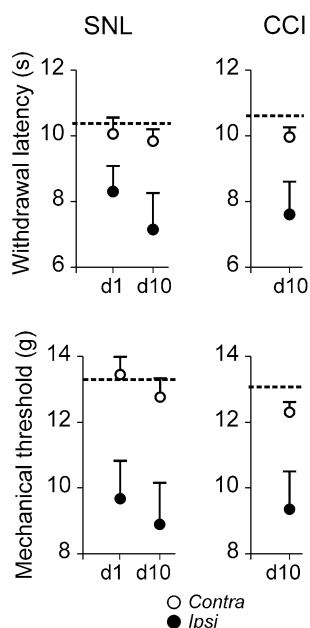 SNL CCI
Withdrawal latency (s)
12 12
10 10
8 8
6 6
d1 d10 d10
Mechanical threshold (g)
14 14
12 12
10 10
8 8
d1 d10 d10
Contra
Ipsi